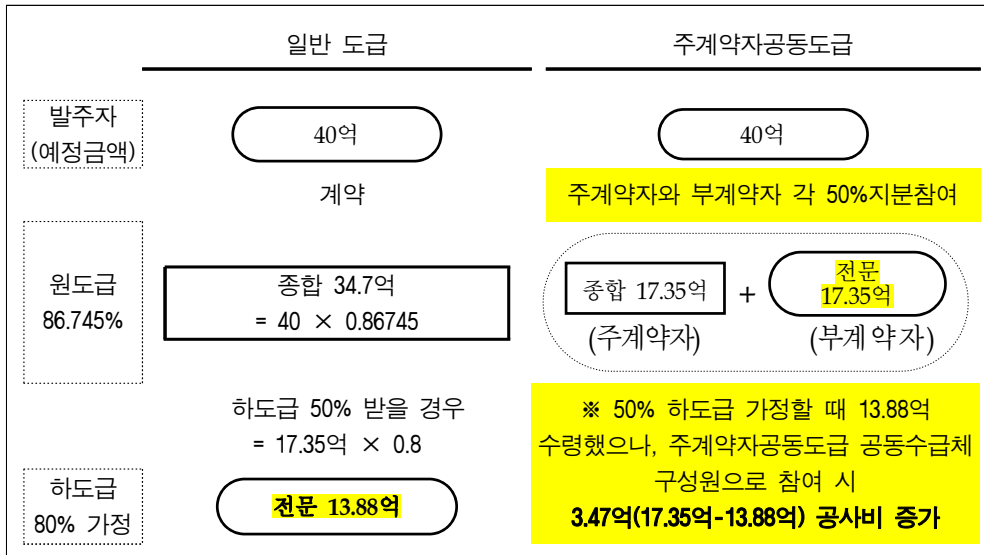 일반 도급
주계약자공동도급
발주자
(예정금액)
40억
40억
계약
주계약자와 부계약자 각 50%지분참여
원도급
86.745%
종합 34.7억
= 40 × 0.86745
종합 17.35억
+
전문
17.35억
(주계약자)
(부계약자)
하도급 50% 받을 경우
= 17.35억 × 0.8
※ 50% 하도급 가정할 때 13.88억
수령했으나, 주계약자공동도급 공동수급체
구성원으로 참여 시
3.47억(17.35억-13.88억) 공사비 증가
하도급
80% 가정
전문 13.88억